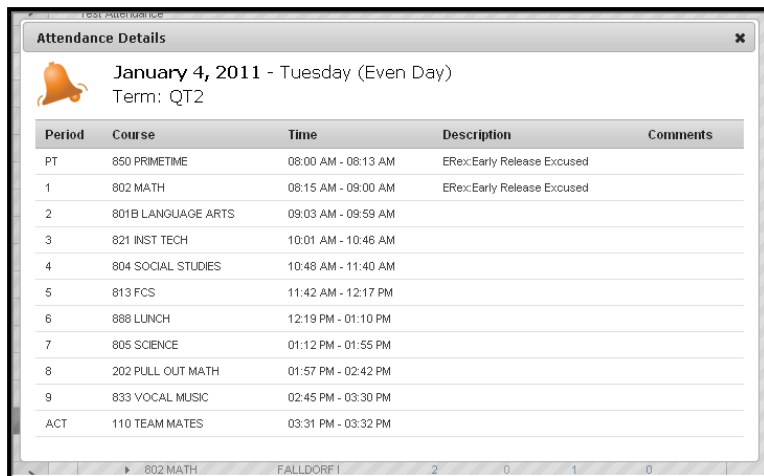 Test Attendance
Attendance Details
January 4, 2011 - Tuesday (Even Day)
Term: QT2
Period Course Time Description Comments
PT 850 PRIMETIME 08:00 AM - 08:13 AM ERex:Early Release Excused
1 802 MATH 08:15 AM - 09:00 AM ERex:Early Release Excused
2 801B LANGUAGE ARTS 09:03 AM - 09:59 AM
3 821 INST TECH 10:01 AM - 10:46 AM
4 804 SOCIAL STUDIES 10:48 AM - 11:40 AM
5 813 FCS 11:42 AM - 12:17 PM
6 888 LUNCH 12:19 PM - 01:10 PM
7 805 SCIENCE 01:12 PM - 01:55 PM
8 202 PULL OUT MATH 01:57 PM - 02:42 PM
9 833 VOCAL MUSIC 02:45 PM - 03:30 PM
ACT 110 TEAM MATES 03:31 PM - 03:32 PM
802 MATH FALLDORF I 2 0 1 0